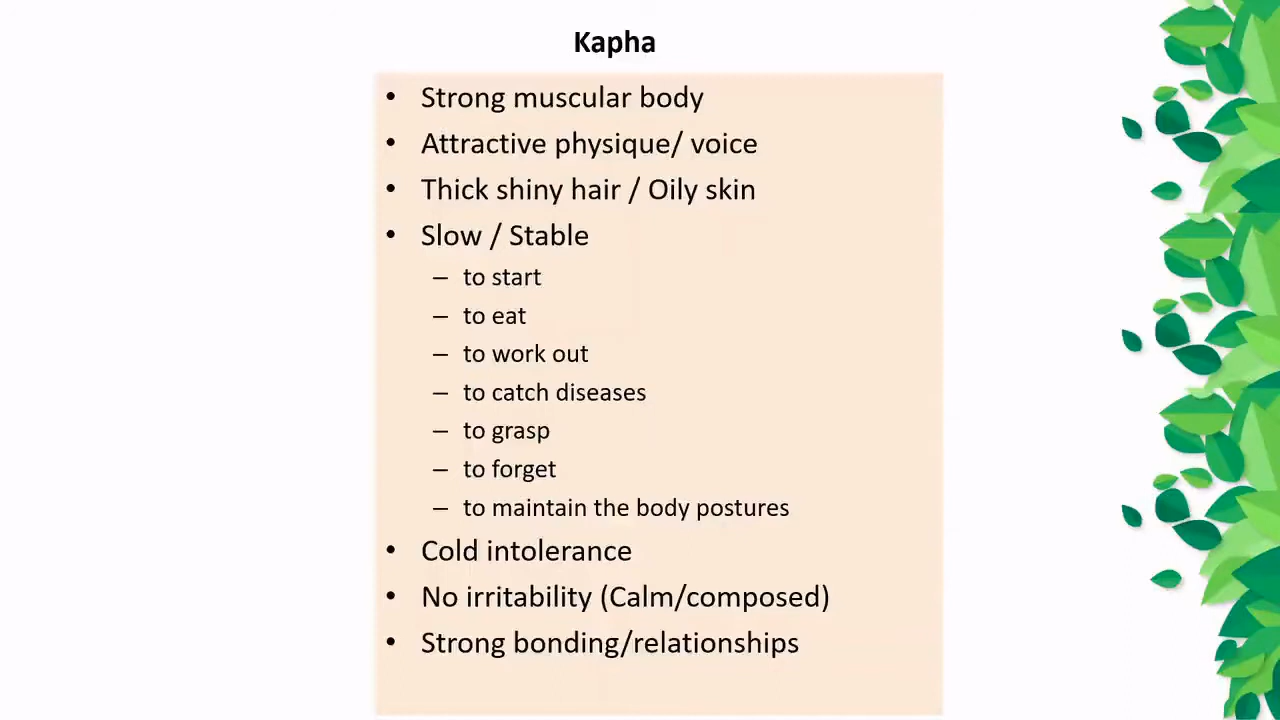 Kapha
• Strong muscular body
• Attractive physique/ voice
• Thick shiny hair / Oily skin
• Slow / Stable
– to start
– to eat
– to work out
– to catch diseases
– to grasp
– to forget
– to maintain the body postures
• Cold intolerance
• No irritability (Calm/composed)
• Strong bonding/relationships